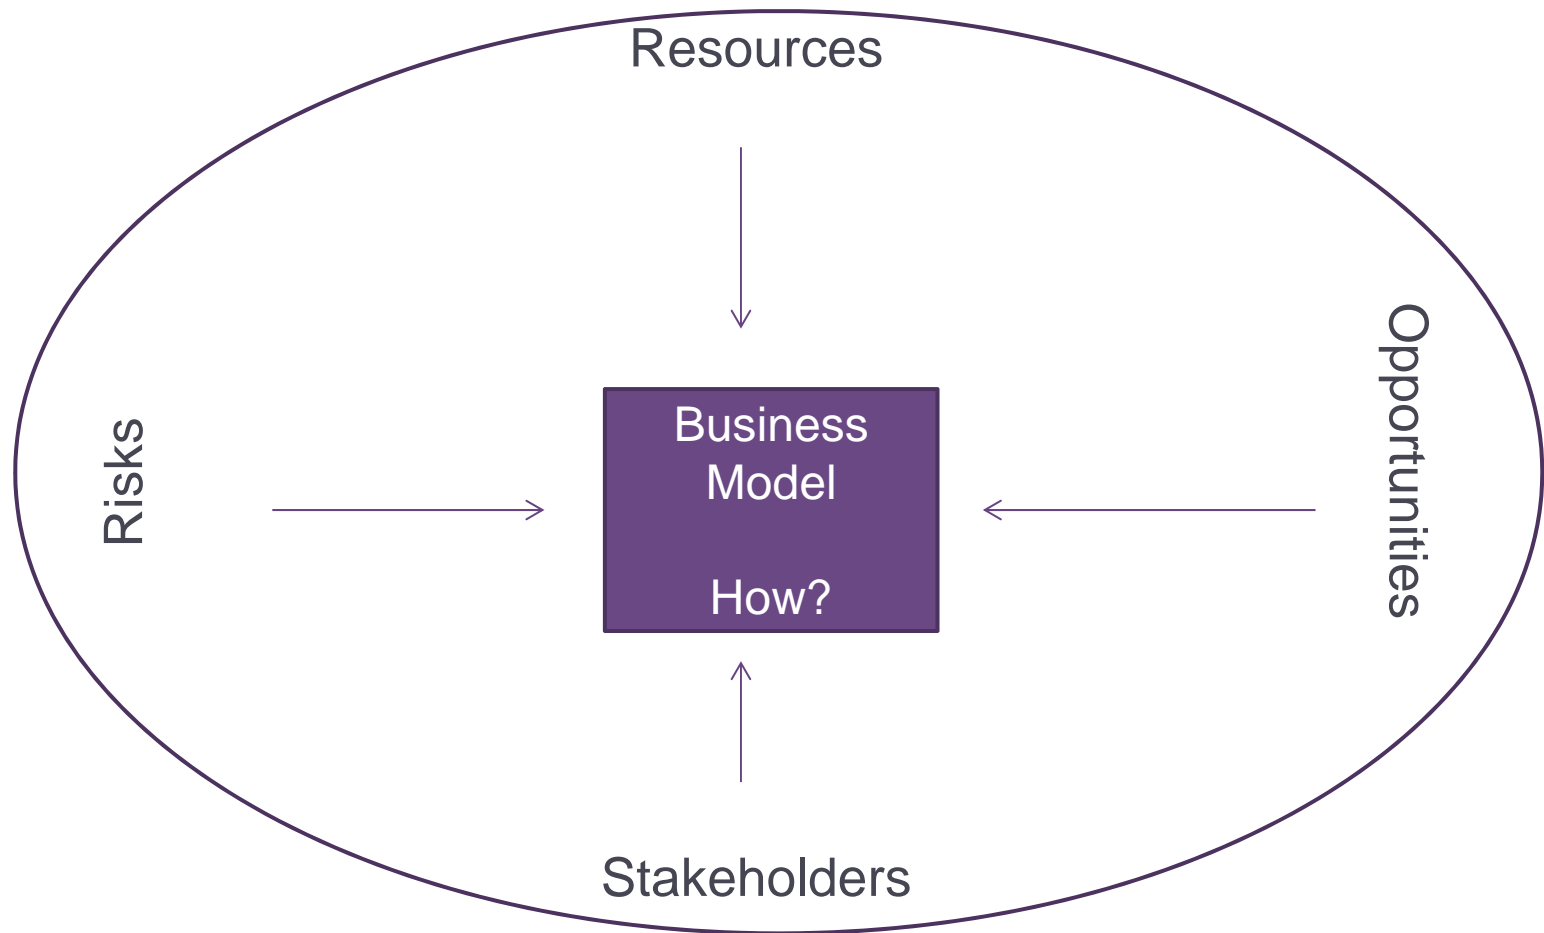 Resources
Risks
Business
Model
How?
Opportunities
Stakeholders